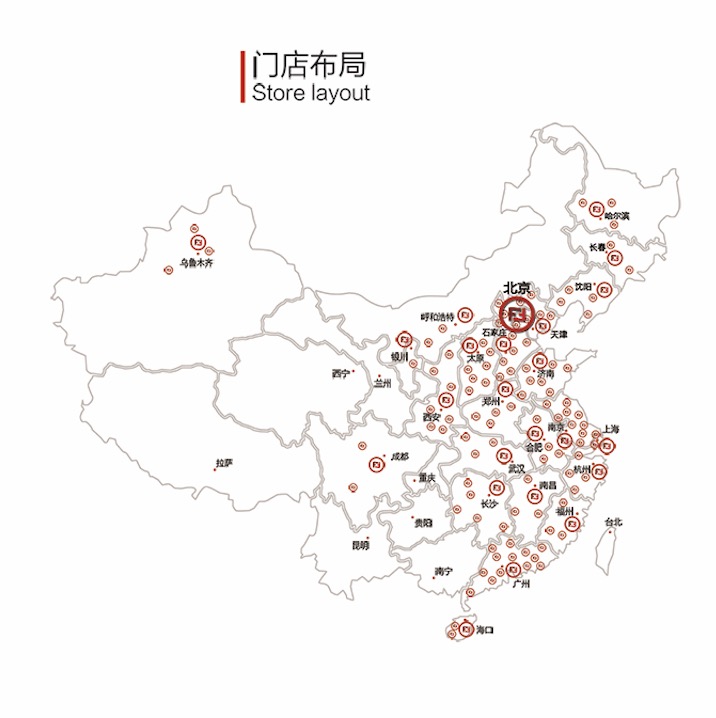 门店布局
Store layout
哈尔滨
长春
乌鲁木齐
沈阳
北京
呼和浩特
石家庄
天津
银川
太原
西宁
兰州
济南
郑州
西安
南京
上海
合肥
成都
拉萨
武汉
杭州
重庆
南昌
长沙
福州
贵阳
台北
昆明
南宁
广州
海口